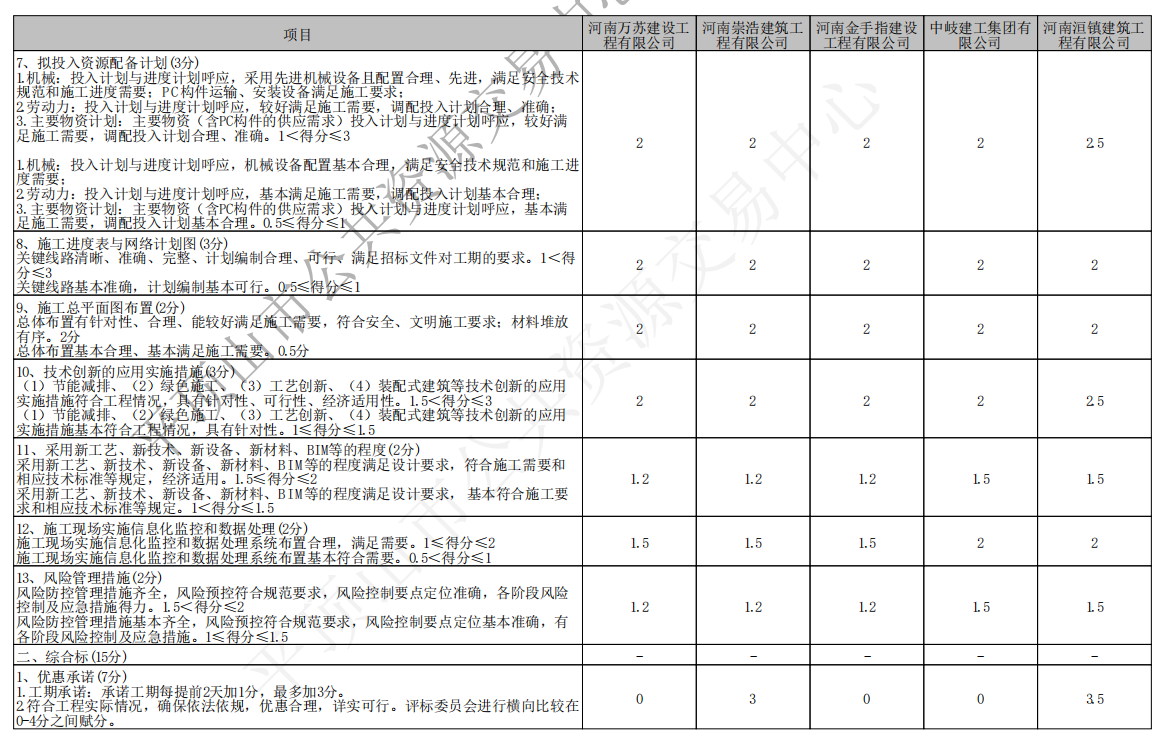 项目
河南万苏建设工
程有限公司
河南崇浩建筑工
程有限公司
河南金手指建设
工程有限公司
中岐建工集团有
限公司
河南洹镇建筑工
程有限公司
7、拟投入资源配备计划(3分)
1.机械：投入计划与进度计划呼应，采用先进机械设备且配置合理、先进，满足安全技术
规范和施工进度需要；PC构件运输、安装设备满足施工要求；
2.劳动力：投入计划与进度计划呼应，较好满足施工需要，调配投入计划合理、准确；
3.主要物资计划：主要物资（含PC构件的供应需求）投入计划与进度计划呼应，较好满
足施工需要，调配投入计划合理、准确。1＜得分≤3
1.机械：投入计划与进度计划呼应，机械设备配置基本合理，满足安全技术规范和施工进
度需要；
2.劳动力：投入计划与进度计划呼应，基本满足施工需要，调配投入计划基本合理；
3.主要物资计划：主要物资（含PC构件的供应需求）投入计划与进度计划呼应，基本满
足施工需要，调配投入计划基本合理。0.5≤得分≤1
2 2 2 2 2.5
8、施工进度表与网络计划图(3分)
关键线路清晰、准确、完整、计划编制合理、可行、满足招标文件对工期的要求。1＜得
分≤3
关键线路基本准确，计划编制基本可行。0.5≤得分≤1
2 2 2 2 2
9、施工总平面图布置(2分)
总体布置有针对性、合理、能较好满足施工需要，符合安全、文明施工要求；材料堆放
有序。2分
总体布置基本合理、基本满足施工需要。0.5分
2 2 2 2 2
10、技术创新的应用实施措施(3分)
（1）节能减排、（2）绿色施工、（3）工艺创新、（4）装配式建筑等技术创新的应用
实施措施符合工程情况，具有针对性、可行性、经济适用性。1.5＜得分≤3
（1）节能减排、（2）绿色施工、（3）工艺创新、（4）装配式建筑等技术创新的应用
实施措施基本符合工程情况，具有针对性。1≤得分≤1.5
2 2 2 2 2.5
11、采用新工艺、新技术、新设备、新材料、BIM等的程度(2分)
采用新工艺、新技术、新设备、新材料、BIM等的程度满足设计要求，符合施工需要和
相应技术标准等规定，经济适用。1.5≤得分≤2
采用新工艺、新技术、新设备、新材料、BIM等的程度满足设计要求， 基本符合施工要
求和相应技术标准等规定。1＜得分≤1.5
1.2 1.2 1.2 1.5 1.5
12、施工现场实施信息化监控和数据处理(2分)
施工现场实施信息化监控和数据处理系统布置合理，满足需要。1≤得分≤2
施工现场实施信息化监控和数据处理系统布置基本符合需要。0.5＜得分≤1
1.5 1.5 1.5 2 2
13、风险管理措施(2分)
风险防控管理措施齐全，风险预控符合规范要求，风险控制要点定位准确，各阶段风险
控制及应急措施得力。1.5＜得分≤2
风险防控管理措施基本齐全，风险预控符合规范要求，风险控制要点定位基本准确，有
各阶段风险控制及应急措施。1≤得分≤1.5
1.2 1.2 1.2 1.5 1.5
二、综合标(15分)
- - - - -
1、优惠承诺(7分)
1.工期承诺：承诺工期每提前2天加1分，最多加3分。
2.符合工程实际情况，确保依法依规，优惠合理，详实可行。评标委员会进行横向比较在
0-4分之间赋分。
0 3 0 0 3.5
平顶山市公共资源交易中心
平顶山市公共资源交易中心